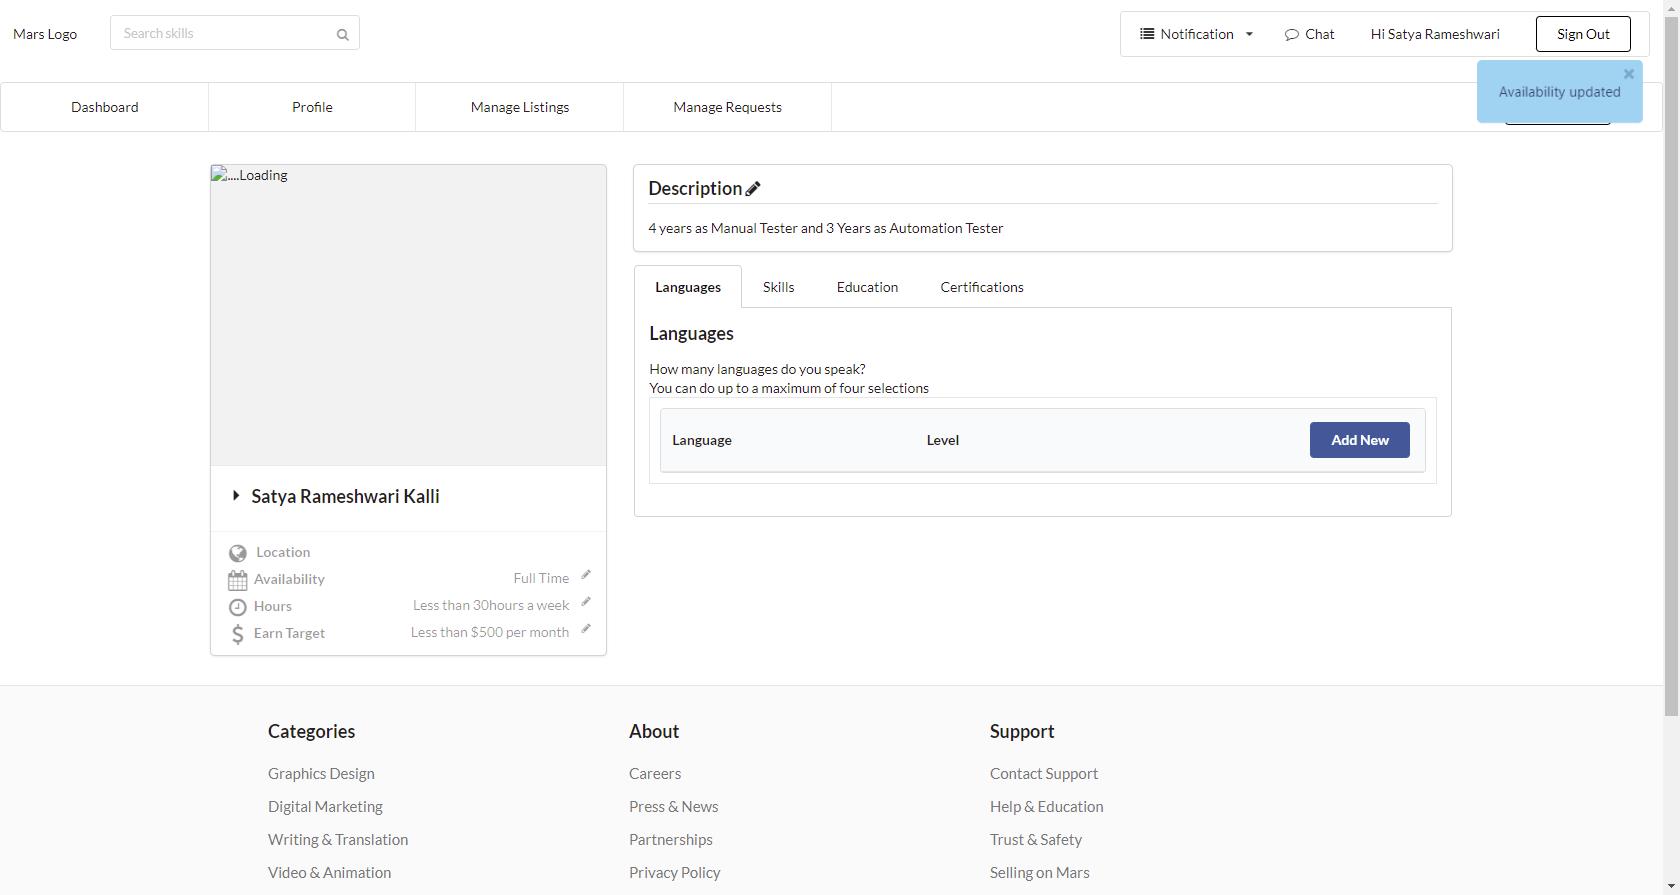 Mars Logo
Search skills
Notification
Chat
Hi Satya Rameshwari
Sign Out
Availability updated
Dashboard
Profile
Manage Listings
Manage Requests
....Loading
Description
4 years as Manual Tester and 3 Years as Automation Tester
Languages
Skills
Education
Certifications
Languages
How many languages do you speak?
You can do up to a maximum of four selections
Language
Level
Add New
Satya Rameshwari Kalli
Location
Availability
Full Time
Hours
Less than 30hours a week
Earn Target
Less than $500 per month
Categories
Graphics Design
Digital Marketing
Writing & Translation
Video & Animation
About
Careers
Press & News
Partnerships
Privacy Policy
Support
Contact Support
Help & Education
Trust & Safety
Selling on Mars